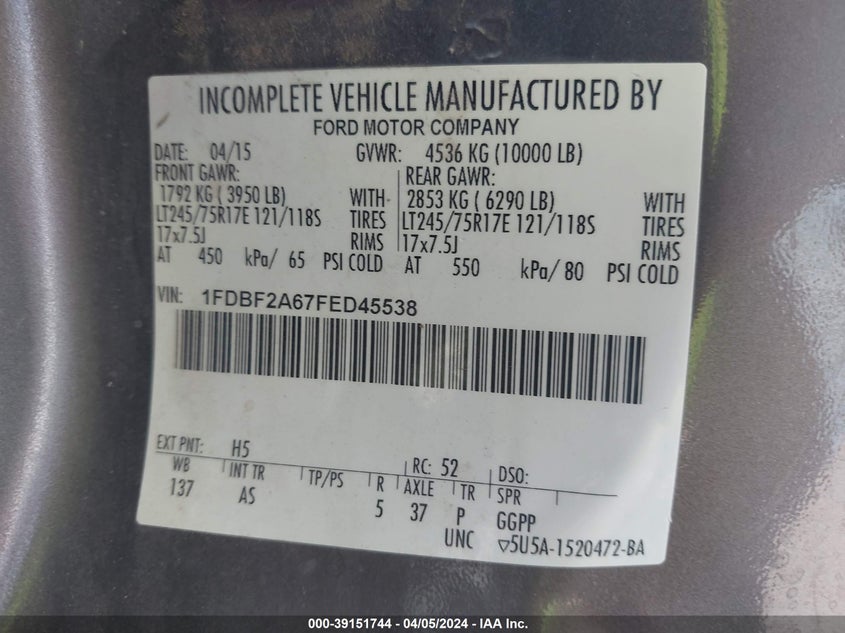 INCOMPLETE VEHICLE MANUFACTURED BY
FORD MOTOR COMPANY
DATE: 04/15 GVWR: 4536 KG (10000 LB)
FRONT GAWR: REAR GAWR:
1792 KG ( 3950 LB) WITH 2853 KG ( 6290 LB) WITH
LT245/75R17E 121/118S TIRES LT245/75R17E 121/118S TIRES
17x7.5J RIMS 17x7.5J RIMS
AT 450 kPa/ 65 PSI COLD AT 550 kPa/ 80 PSI COLD
VIN: 1FDBF2A67FED45538
EXT PNT: H5 RC: 52 DSO:
WB INT TR TP/PS R AXLE TR SPR
137 AS 5 37 P GGPP
UNC ▽5U5A-1520472-BA
000-39151744 - 04/05/2024 - IAA Inc.